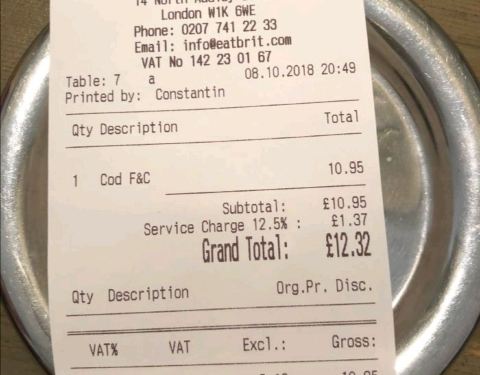 London W1K 6WE
Phone: 0207 741 22 33
Email: info@eatbrit.com
VAT No 142 23 01 67
Table: 7 a 08.10.2018 20:49
Printed by: Constantin
Qty Description Total
1 Cod F&C 10.95
Subtotal: £10.95
Service Charge 12.5% : £1.37
Grand Total: £12.32
Qty Description Org.Pr. Disc.
VAT% VAT Excl.: Gross: